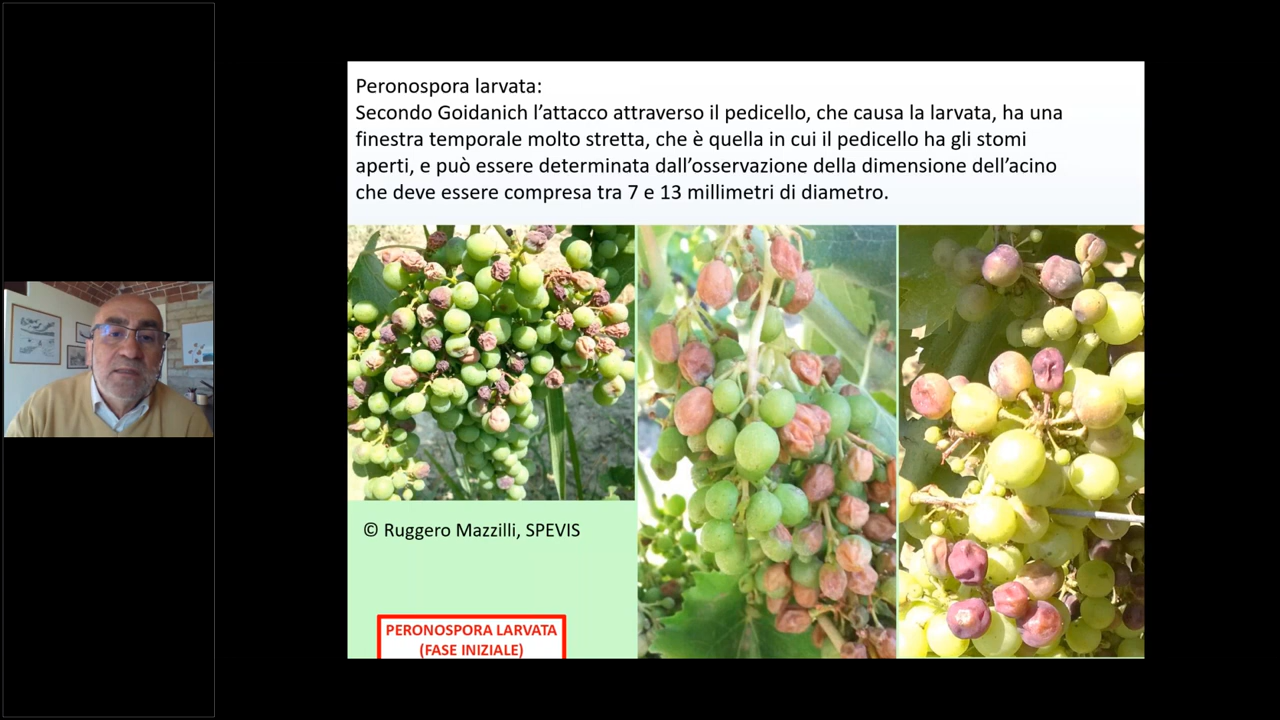 Peronospora larvata:
Secondo Goidanich l’attacco attraverso il pedicello, che causa la larvata, ha una
finestra temporale molto stretta, che è quella in cui il pedicello ha gli stomi
aperti, e può essere determinata dall’osservazione della dimensione dell’acino
che deve essere compresa tra 7 e 13 millimetri di diametro.
© Ruggero Mazzilli, SPEVIS
PERONOSPORA LARVATA
(FASE INIZIALE)